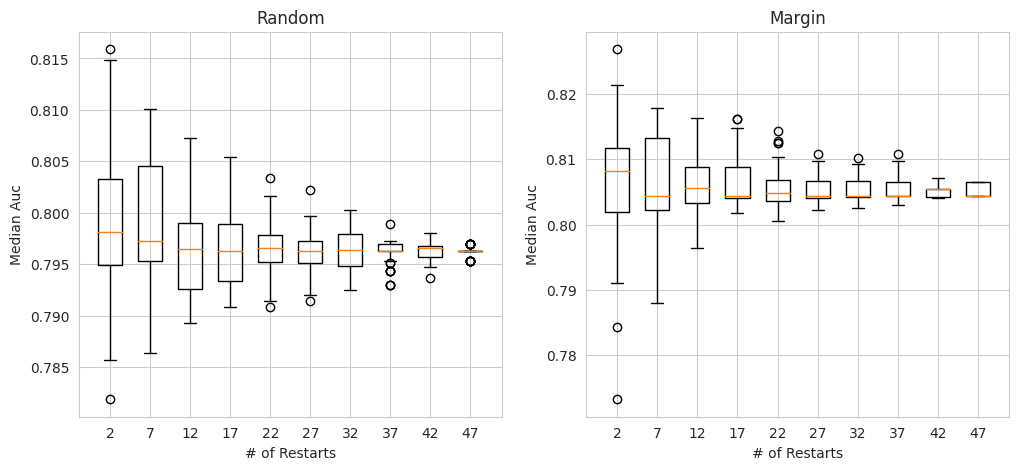 Random
Median Auc
0.815
0.810
0.805
0.800
0.795
0.790
0.785
2 7 12 17 22 27 32 37 42 47
# of Restarts
Margin
Median Auc
0.82
0.81
0.80
0.79
0.78
2 7 12 17 22 27 32 37 42 47
# of Restarts